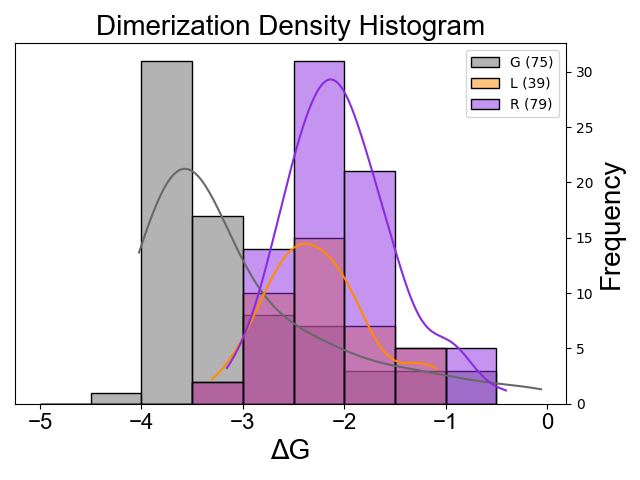 Dimerization Density Histogram
G (75)
L (39)
R (79)
30
25
20
15
10
5
0
Frequency
−5 −4 −3 −2 −1 0
ΔG